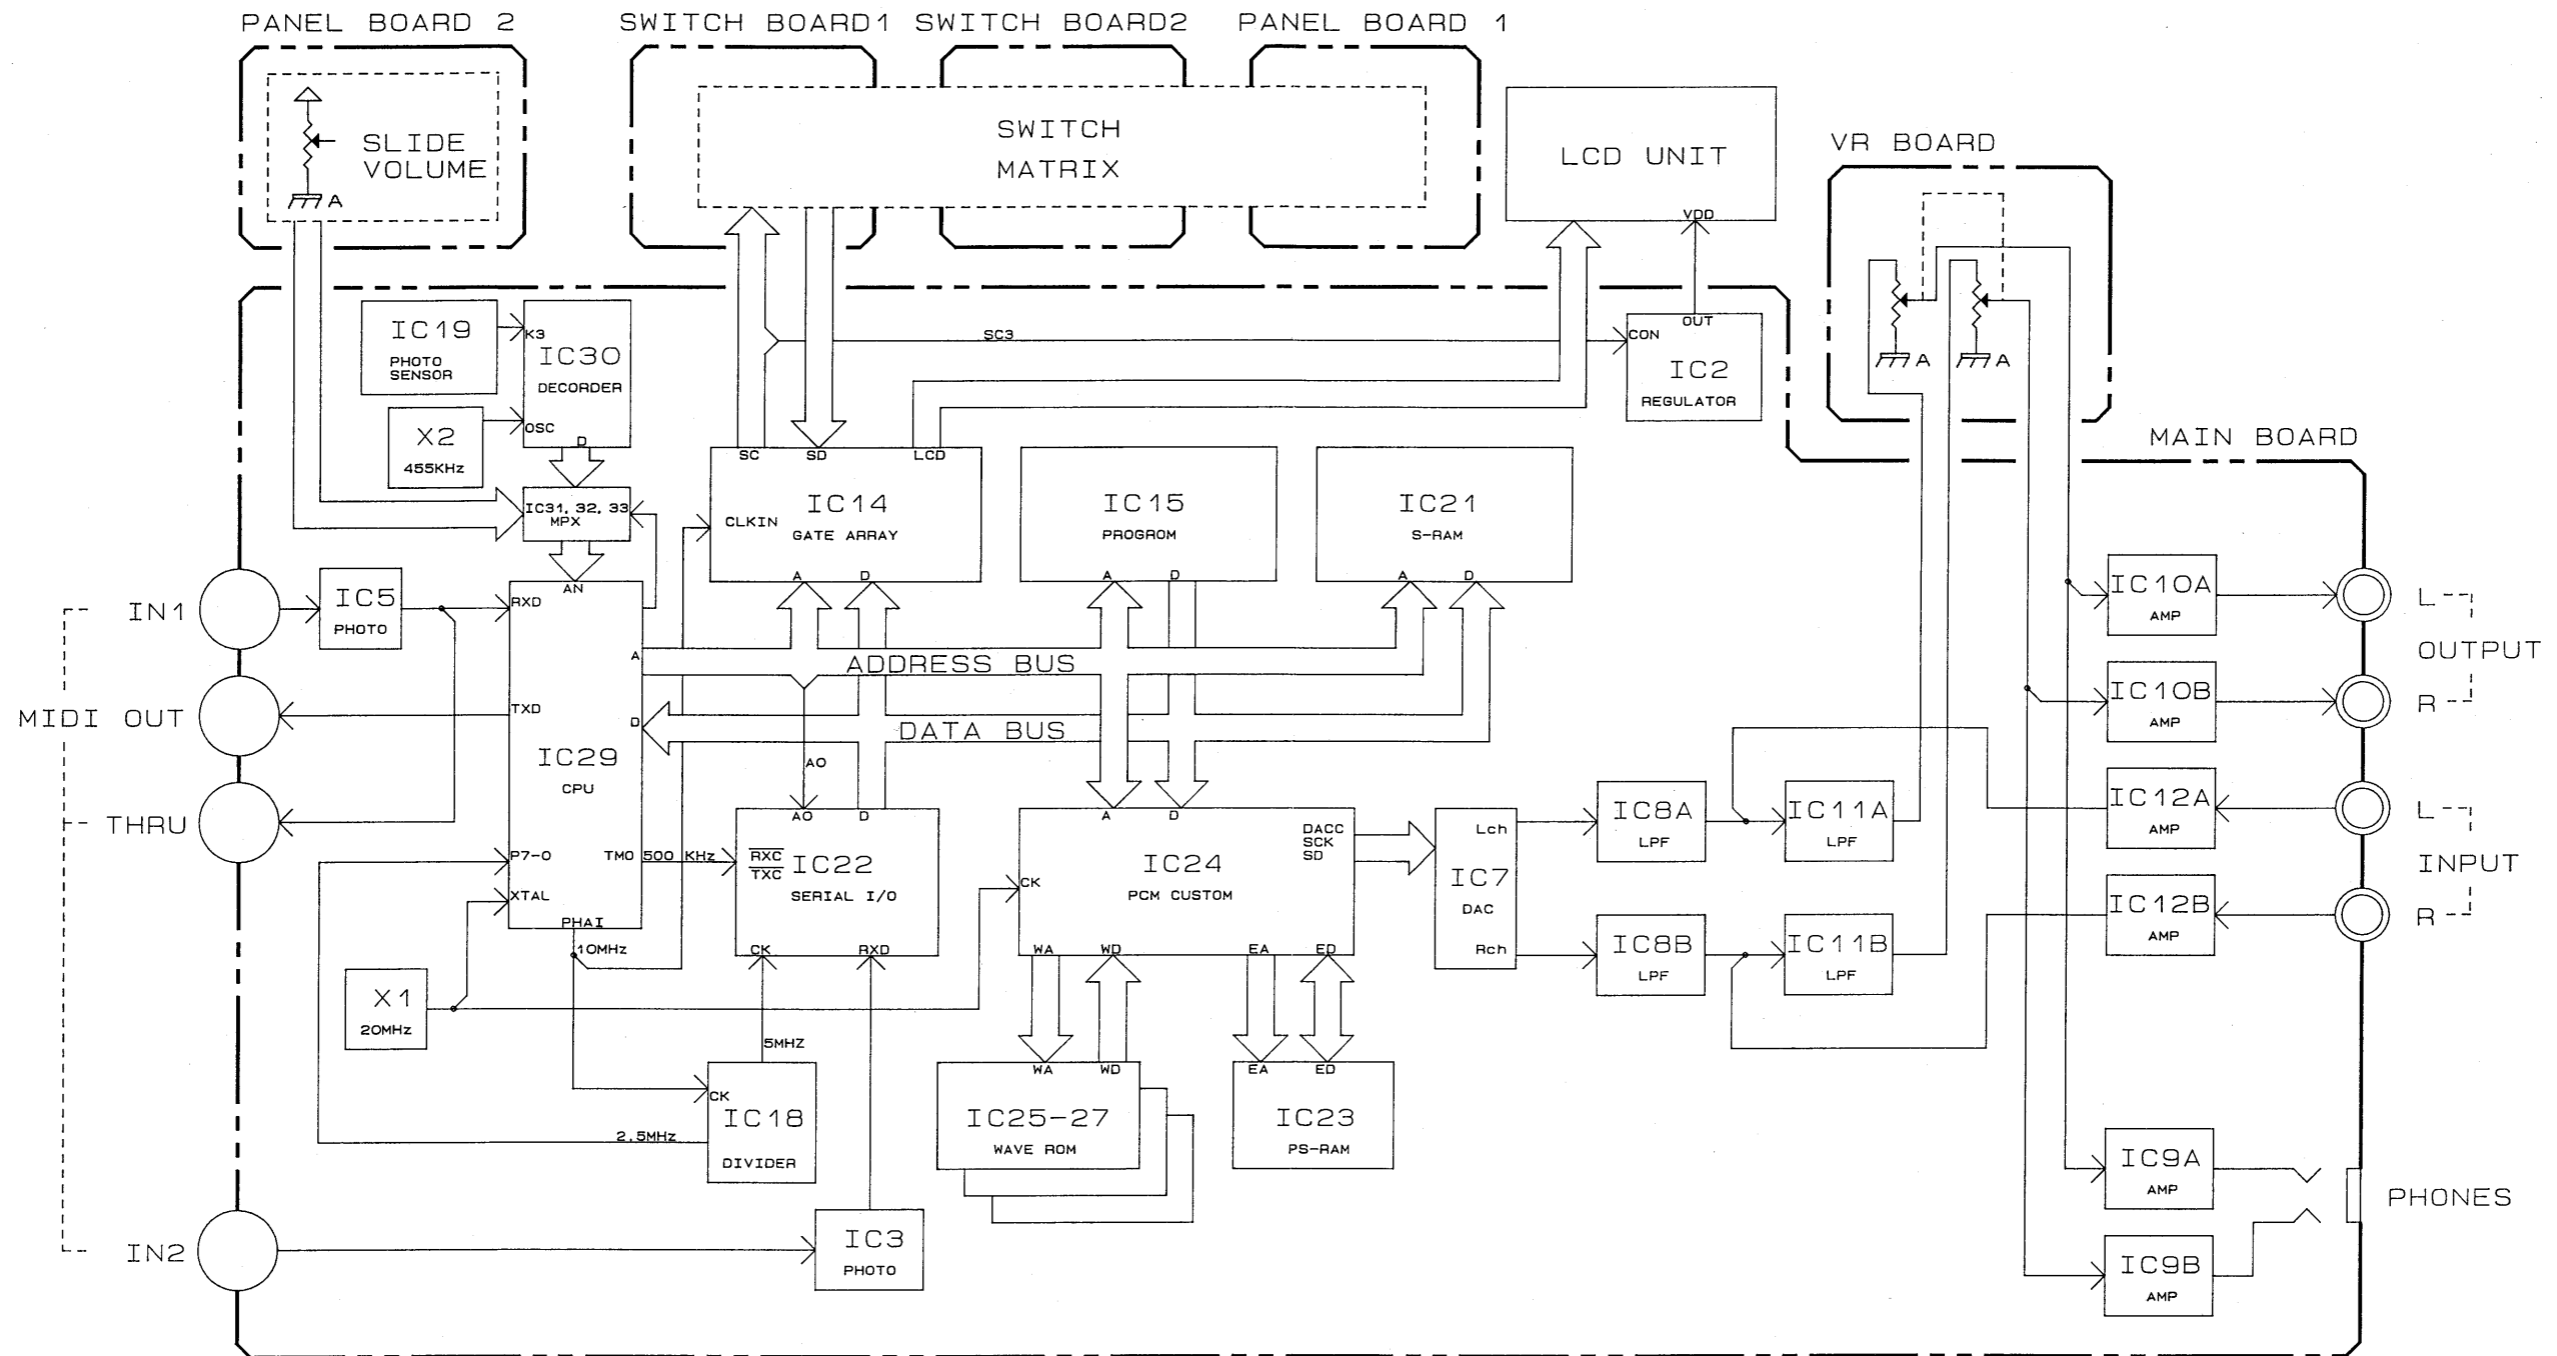 PANEL BOARD 2
SWITCH BOARD1
SWITCH BOARD2
PANEL BOARD 1
SLIDE
VOLUME
A
SWITCH
MATRIX
LCD UNIT
VDD
VR BOARD
A
A
MAIN BOARD
IC19
PHOTO
SENSOR
K3
IC30
DECORDER
OSC
D
X2
455KHz
IC31, 32, 33
MPX
SC3
CON
OUT
IC2
REGULATOR
SC
SD
LCD
CLKIN
IC14
GATE ARRAY
A
D
IC15
PROGROM
A
D
IC21
S-RAM
A
D
IN1
MIDI OUT
THRU
IN2
IC5
PHOTO
AN
RXD
TXD
A
D
IC29
CPU
P7-0
XTAL
PHAI
TMO
500 KHz
10MHz
ADDRESS BUS
DATA BUS
A0
A0
D
RXC
TXC
IC22
SERIAL I/O
CK
RXD
X1
20MHz
5MHZ
CK
IC18
DIVIDER
2.5MHz
IC3
PHOTO
A
D
DACC
SCK
SD
CK
IC24
PCM CUSTOM
WA
WD
EA
ED
WA
WD
IC25-27
WAVE ROM
EA
ED
IC23
PS-RAM
Lch
IC7
DAC
Rch
IC8A
LPF
IC11A
LPF
IC8B
LPF
IC11B
LPF
IC10A
AMP
IC10B
AMP
IC12A
AMP
IC12B
AMP
L
OUTPUT
R
L
INPUT
R
IC9A
AMP
IC9B
AMP
PHONES